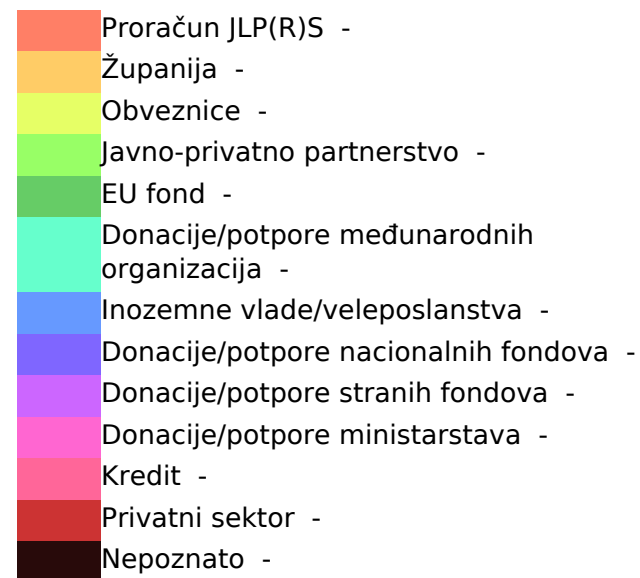 Proračun JLP(R)S -
Županija -
Obveznice -
Javno-privatno partnerstvo -
EU fond -
Donacije/potpore međunarodnih
organizacija -
Inozemne vlade/veleposlanstva -
Donacije/potpore nacionalnih fondova -
Donacije/potpore stranih fondova -
Donacije/potpore ministarstava -
Kredit -
Privatni sektor -
Nepoznato -